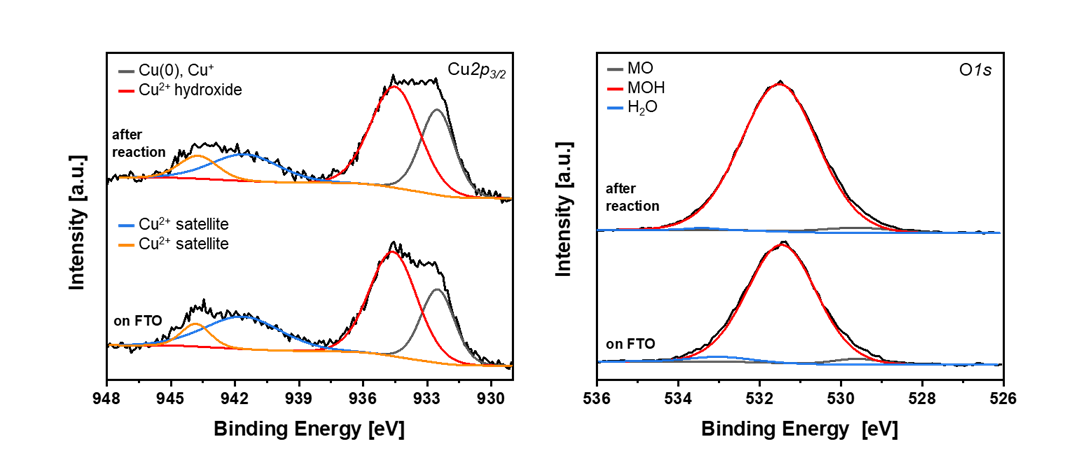 Intensity [a.u.]
Cu(0), Cu⁺
Cu²⁺ hydroxide
Cu2p₃/₂
after
reaction
Cu²⁺ satellite
Cu²⁺ satellite
on FTO
948 945 942 939 936 933 930
Binding Energy [eV]
Intensity [a.u.]
MO
MOH
H₂O
O1s
after
reaction
on FTO
536 534 532 530 528 526
Binding Energy [eV]